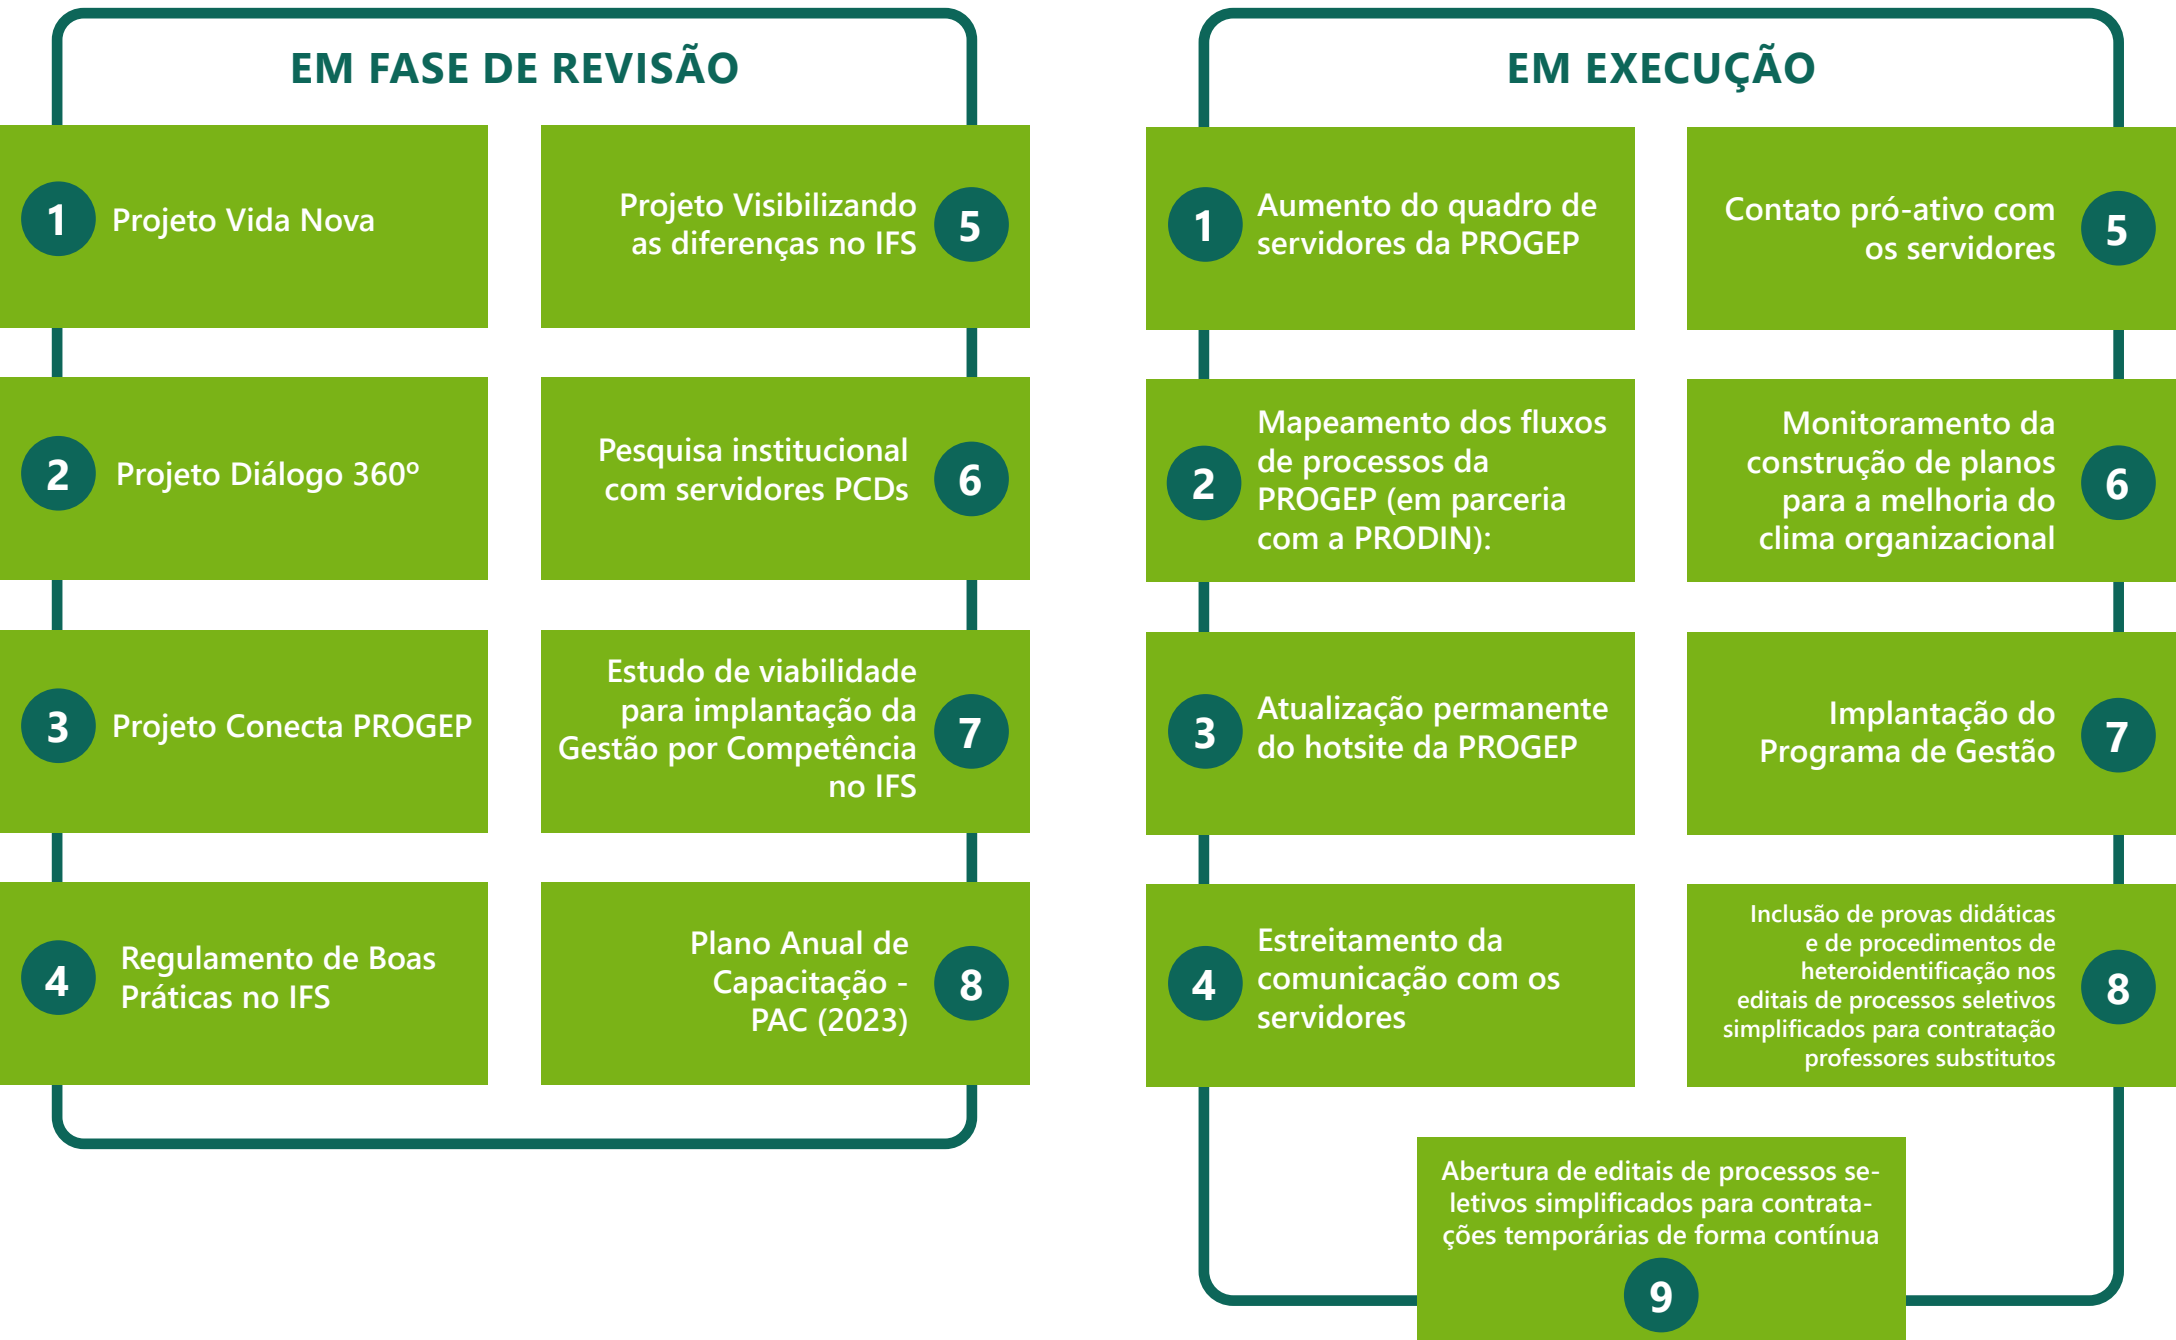 EM FASE DE REVISÃO
1
Projeto Vida Nova
2
Projeto Diálogo 360º
3
Projeto Conecta PROGEP
4
Regulamento de Boas
Práticas no IFS
Projeto Visibilizando
as diferenças no IFS
5
Pesquisa institucional
com servidores PCDs
6
Estudo de viabilidade
para implantação da
Gestão por Competência
no IFS
7
Plano Anual de
Capacitação -
PAC (2023)
8
EM EXECUÇÃO
1
Aumento do quadro de
servidores da PROGEP
2
Mapeamento dos fluxos
de processos da
PROGEP (em parceria
com a PRODIN):
3
Atualização permanente
do hotsite da PROGEP
4
Estreitamento da
comunicação com os
servidores
Contato pró-ativo com
os servidores
5
Monitoramento da
construção de planos
para a melhoria do
clima organizacional
6
Implantação do
Programa de Gestão
7
Inclusão de provas didáticas
e de procedimentos de
heteroidentificação nos
editais de processos seletivos
simplificados para contratação
professores substitutos
8
Abertura de editais de processos se-
letivos simplificados para contrata-
ções temporárias de forma contínua
9